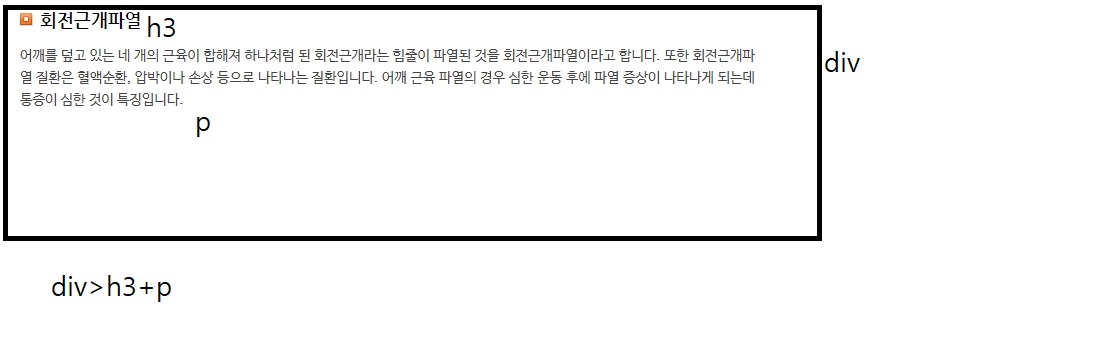 회전근개파열 h3
어깨를 덮고 있는 네 개의 근육이 합해져 하나처럼 된 회전근개라는 힘줄이 파열된 것을 회전근개파열이라고 합니다. 또한 회전근개파
div
열 질환은 혈액순환, 압박이나 손상 등으로 나타나는 질환입니다. 어깨 근육 파열의 경우 심한 운동 후에 파열 증상이 나타나게 되는데
통증이 심한 것이 특징입니다.
p
div>h3+p